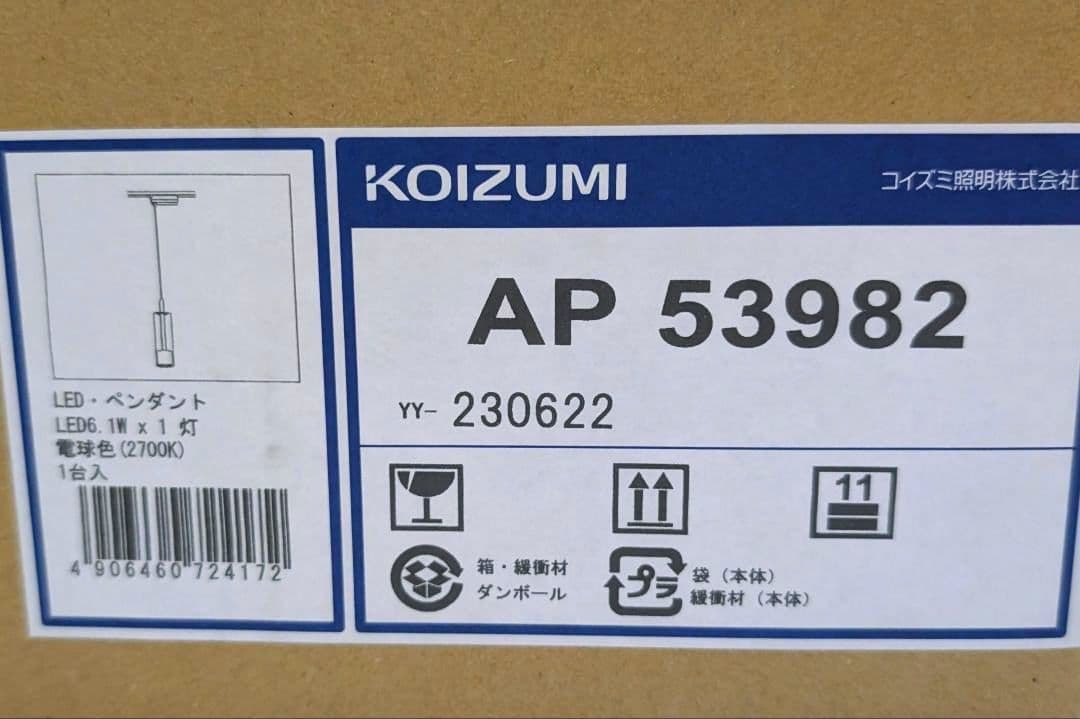 LED・ペンダント
LED6.1W x 1 灯
電球色(2700K)
1台入
4 906460 724172
KOIZUMI
コイズミ照明株式会社
AP 53982
YY- 230622
11
箱・緩衝材
ダンボール
プラ
袋(本体)
緩衝材(本体)